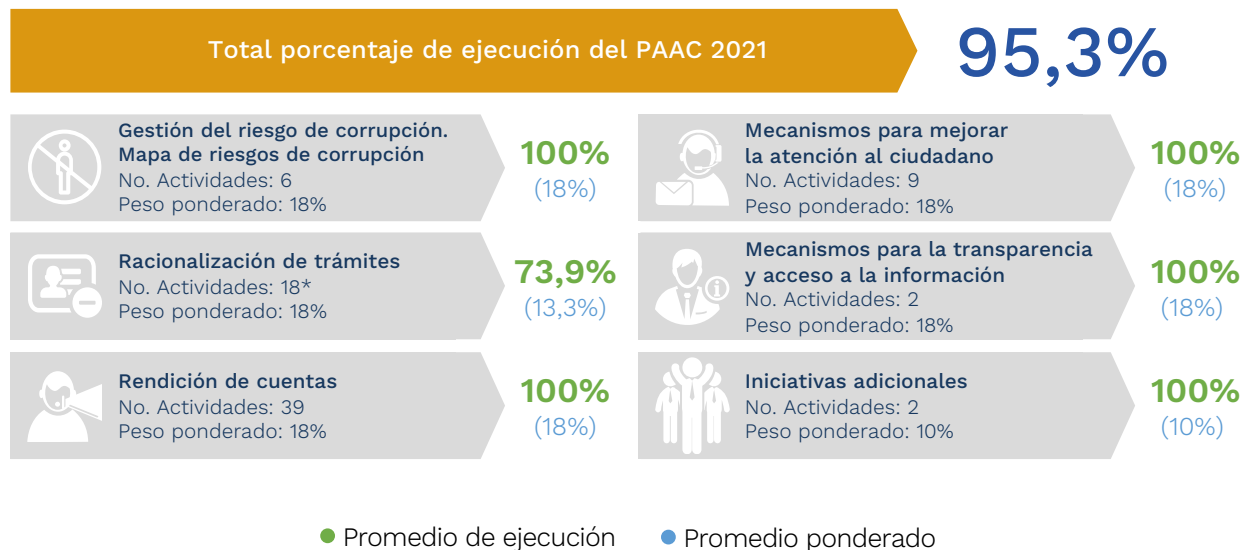 Total porcentaje de ejecución del PAAC 2021
95,3%
Gestión del riesgo de corrupción.
Mapa de riesgos de corrupción
No. Actividades: 6
Peso ponderado: 18%
100%
(18%)
Mecanismos para mejorar
la atención al ciudadano
No. Actividades: 9
Peso ponderado: 18%
100%
(18%)
Racionalización de trámites
No. Actividades: 18*
Peso ponderado: 18%
73,9%
(13,3%)
Mecanismos para la transparencia
y acceso a la información
No. Actividades: 2
Peso ponderado: 18%
100%
(18%)
Rendición de cuentas
No. Actividades: 39
Peso ponderado: 18%
100%
(18%)
Iniciativas adicionales
No. Actividades: 2
Peso ponderado: 10%
100%
(10%)
Promedio de ejecución
Promedio ponderado